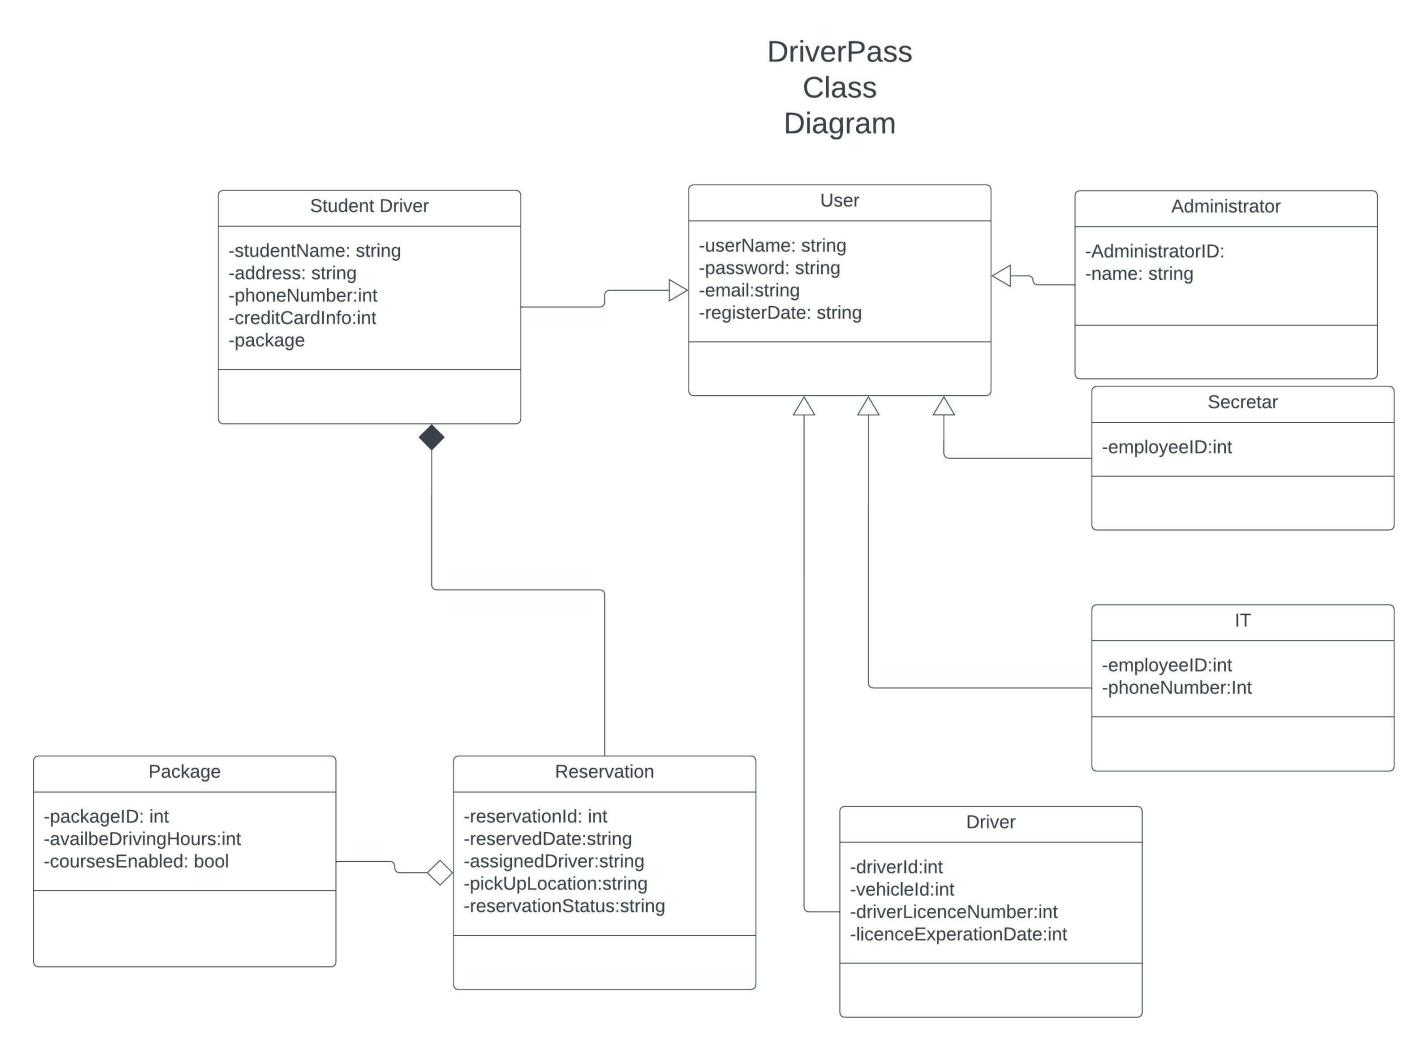 DriverPass
Class
Diagram
Student Driver
-studentName: string
-address: string
-phoneNumber:int
-creditCardInfo:int
-package
User
-userName: string
-password: string
-email:string
-registerDate: string
Administrator
-AdministratorID:
-name: string
Secretar
-employeeID:int
IT
-employeeID:int
-phoneNumber:Int
Package
-packageID: int
-availbeDrivingHours:int
-coursesEnabled: bool
Reservation
-reservationId: int
-reservedDate:string
-assignedDriver:string
-pickUpLocation:string
-reservationStatus:string
Driver
-driverId:int
-vehicleId:int
-driverLicenceNumber:int
-licenceExperationDate:int